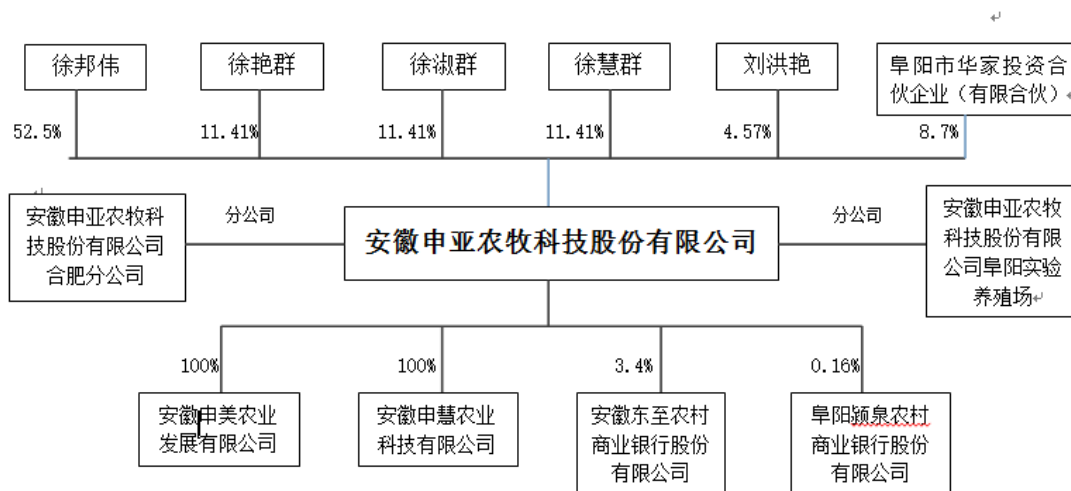 徐邦伟
徐艳群
徐淑群
徐慧群
刘洪艳
阜阳市华家投资合
伙企业（有限合伙）
52.5%
11.41%
11.41%
11.41%
4.57%
8.7%
安徽申亚农牧科
技股份有限公司
合肥分公司
分公司
安徽申亚农牧科技股份有限公司
分公司
安徽申亚农牧
科技股份有限
公司阜阳实验
养殖场
100%
100%
3.4%
0.16%
安徽申美农业
发展有限公司
安徽申慧农业
科技有限公司
安徽东至农村
商业银行股份
有限公司
阜阳颍泉农村
商业银行股份
有限公司